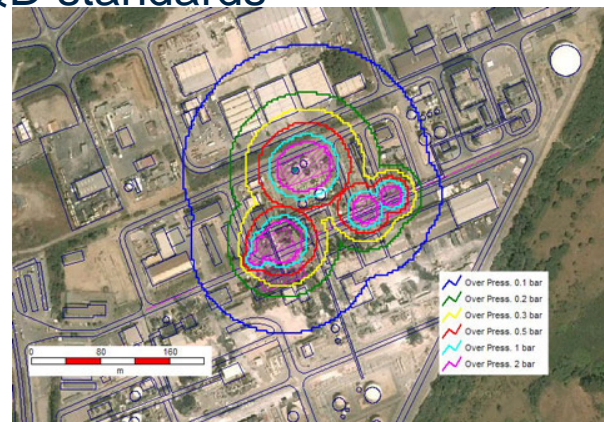 standards
Over Press. 0.1 bar
Over Press. 0.2 bar
Over Press. 0.3 bar
Over Press. 0.5 bar
Over Press. 1 bar
Over Press. 2 bar
0 80 160
m